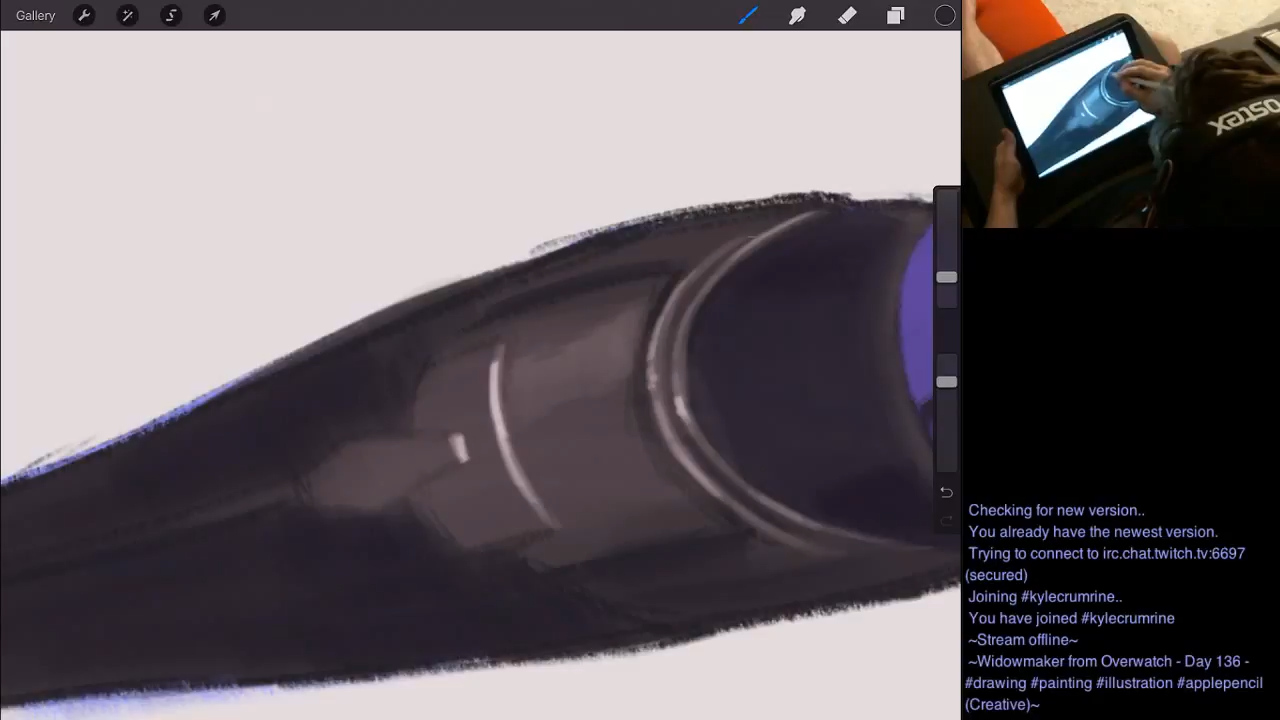 Gallery
Checking for new version..
You already have the newest version.
Trying to connect to irc.chat.twitch.tv:6697
(secured)
Joining #kylecrumrine..
You have joined #kylecrumrine
~Stream offline~
~Widowmaker from Overwatch - Day 136 -
#drawing #painting #illustration #applepencil
(Creative)~